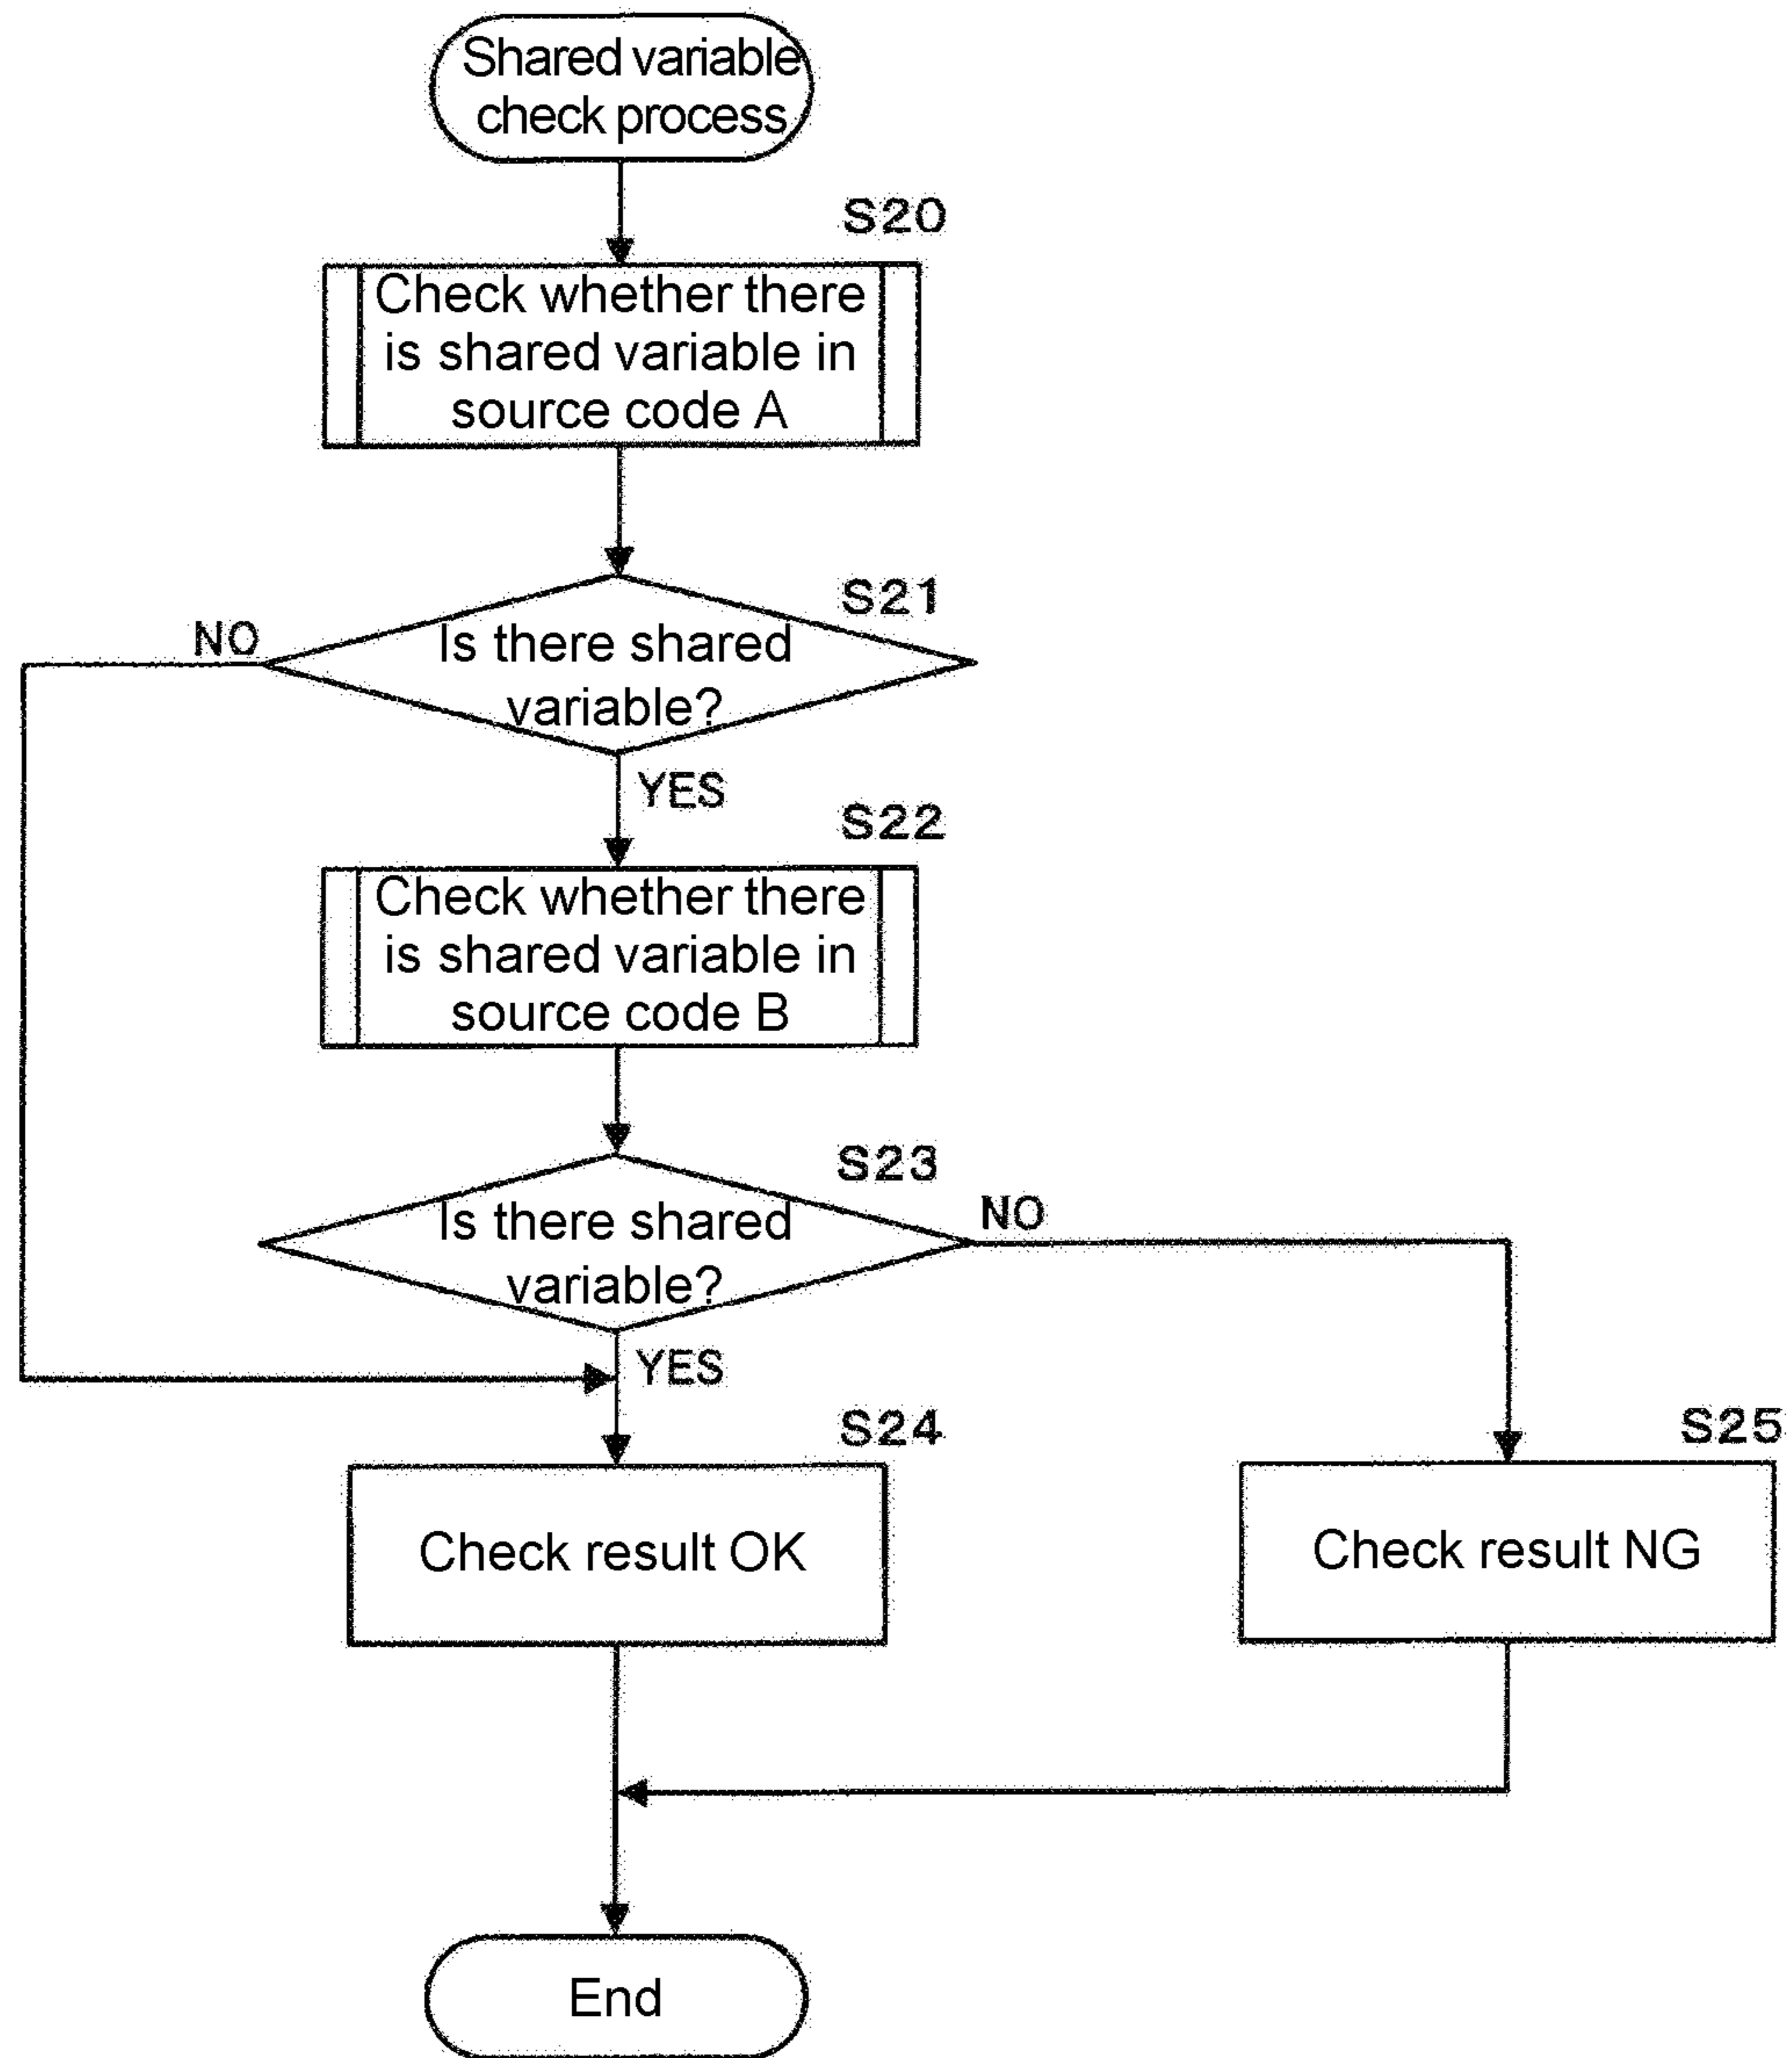 Shared variable
check process
S20
Check whether there
is shared variable in
source code A
S21
NO
Is there shared
variable?
YES
S22
Check whether there
is shared variable in
source code B
S23
NO
Is there shared
variable?
YES
S24
S25
Check result OK
Check result NG
End